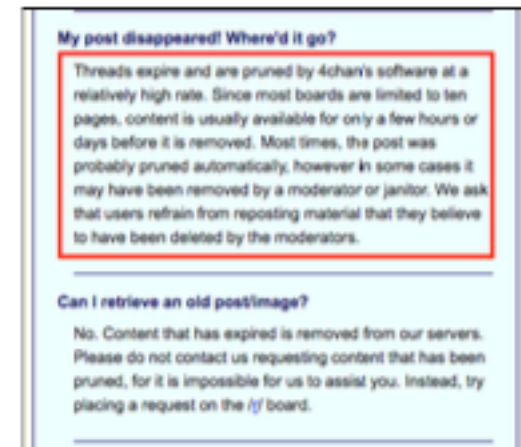 My post disappeared! Where'd it go?
Threads expire and are pruned by 4chan's software at a
relatively high rate. Since most boards are limited to ten
pages, content is usually available for only a few hours or
days before it is removed. Most times, the post was
probably pruned automatically, however in some cases it
may have been removed by a moderator or janitor. We ask
that users refrain from reposting material that they believe
to have been deleted by the moderators.
Can I retrieve an old post/image?
No. Content that has expired is removed from our servers.
Please do not contact us requesting content that has been
pruned, for it is impossible for us to assist you. Instead, try
placing a request on the /r/ board.